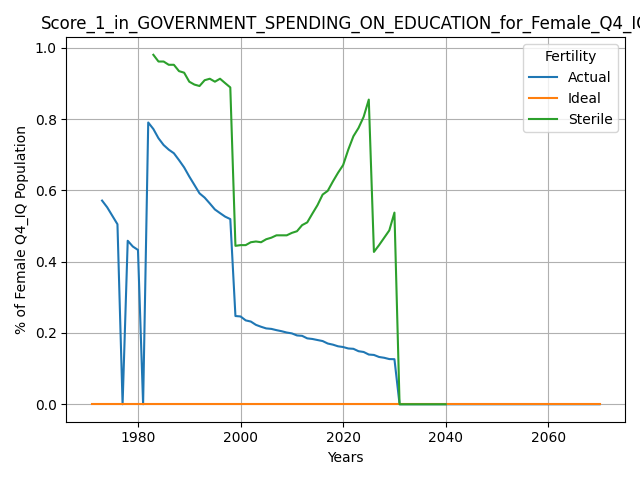 Score_1_in_GOVERNMENT_SPENDING_ON_EDUCATION_for_Female_Q4_IQ
Fertility
Actual
Ideal
Sterile
% of Female Q4_IQ Population
1.0
0.8
0.6
0.4
0.2
0.0
1980 2000 2020 2040 2060
Years